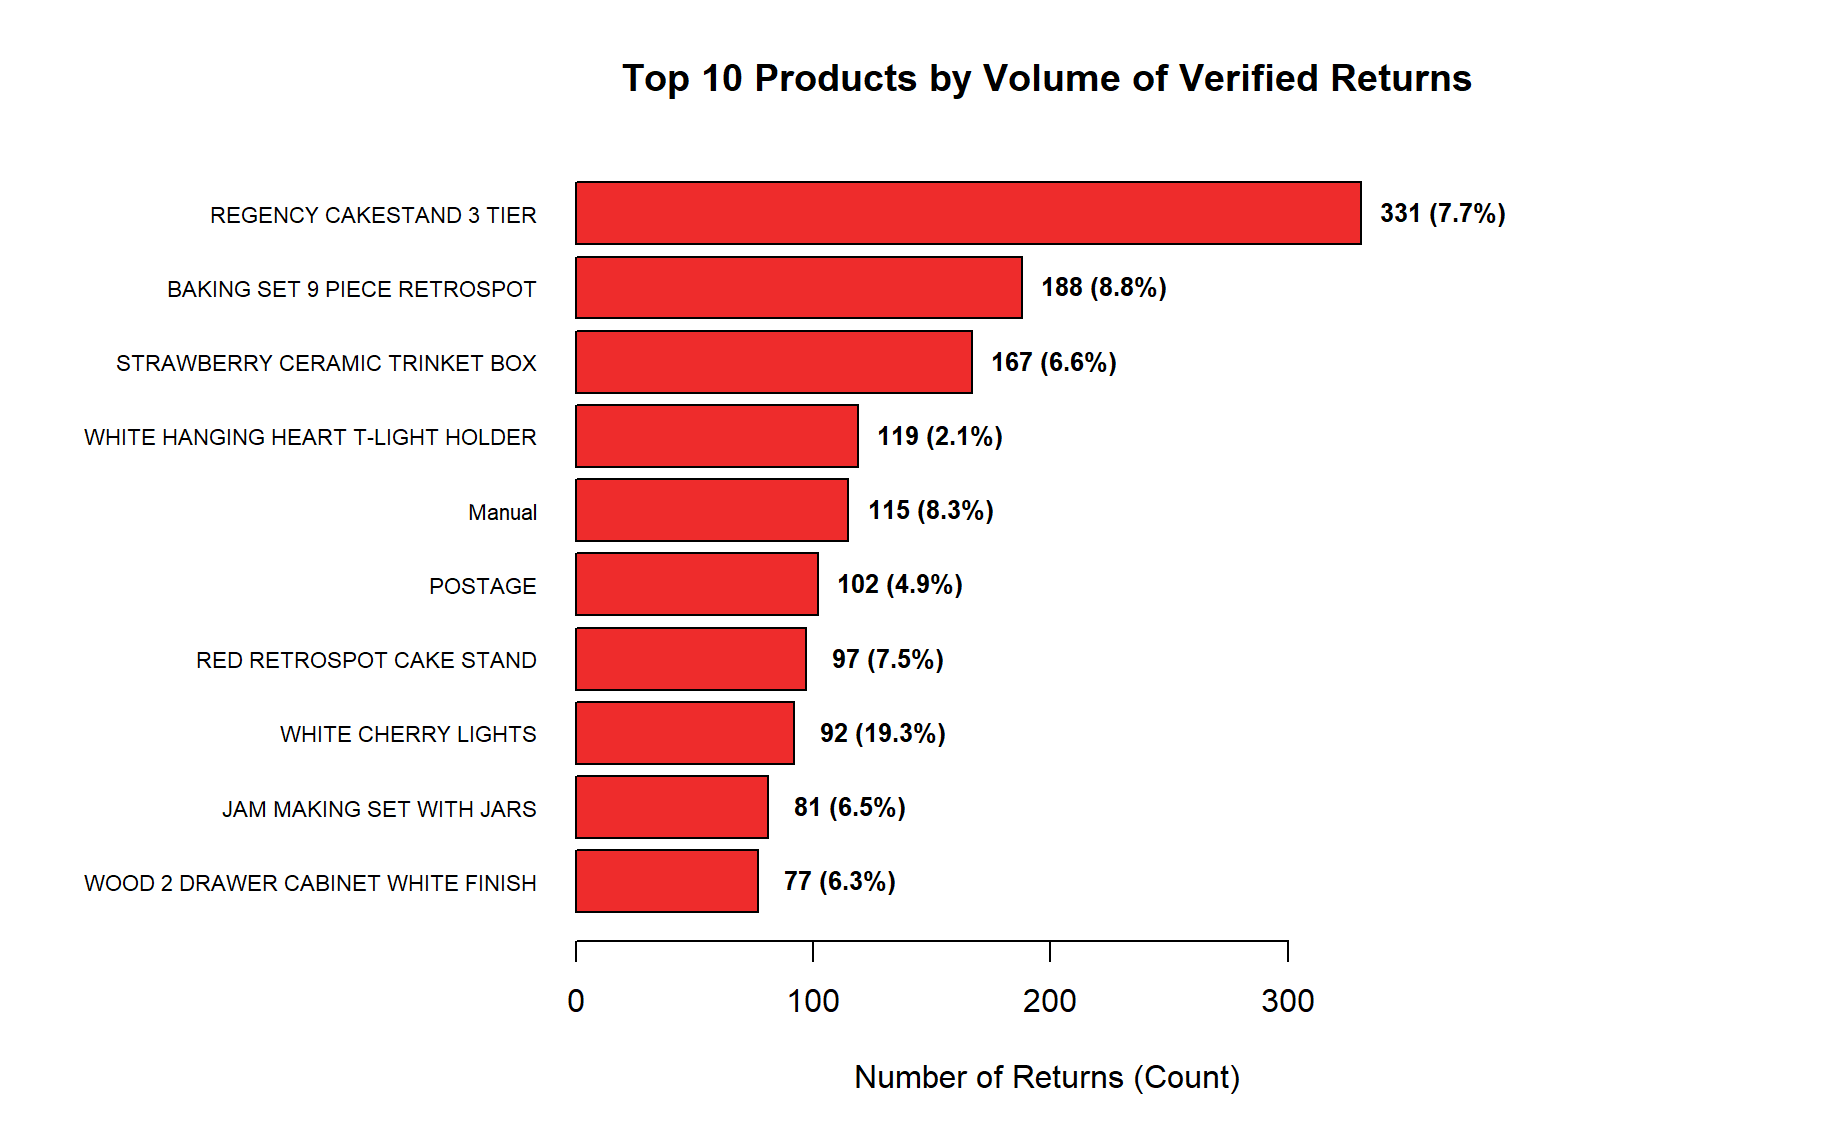 Top 10 Products by Volume of Verified Returns
REGENCY CAKESTAND 3 TIER 331 (7.7%)
BAKING SET 9 PIECE RETROSPOT 188 (8.8%)
STRAWBERRY CERAMIC TRINKET BOX 167 (6.6%)
WHITE HANGING HEART T-LIGHT HOLDER 119 (2.1%)
Manual 115 (8.3%)
POSTAGE 102 (4.9%)
RED RETROSPOT CAKE STAND 97 (7.5%)
WHITE CHERRY LIGHTS 92 (19.3%)
JAM MAKING SET WITH JARS 81 (6.5%)
WOOD 2 DRAWER CABINET WHITE FINISH 77 (6.3%)
0 100 200 300
Number of Returns (Count)